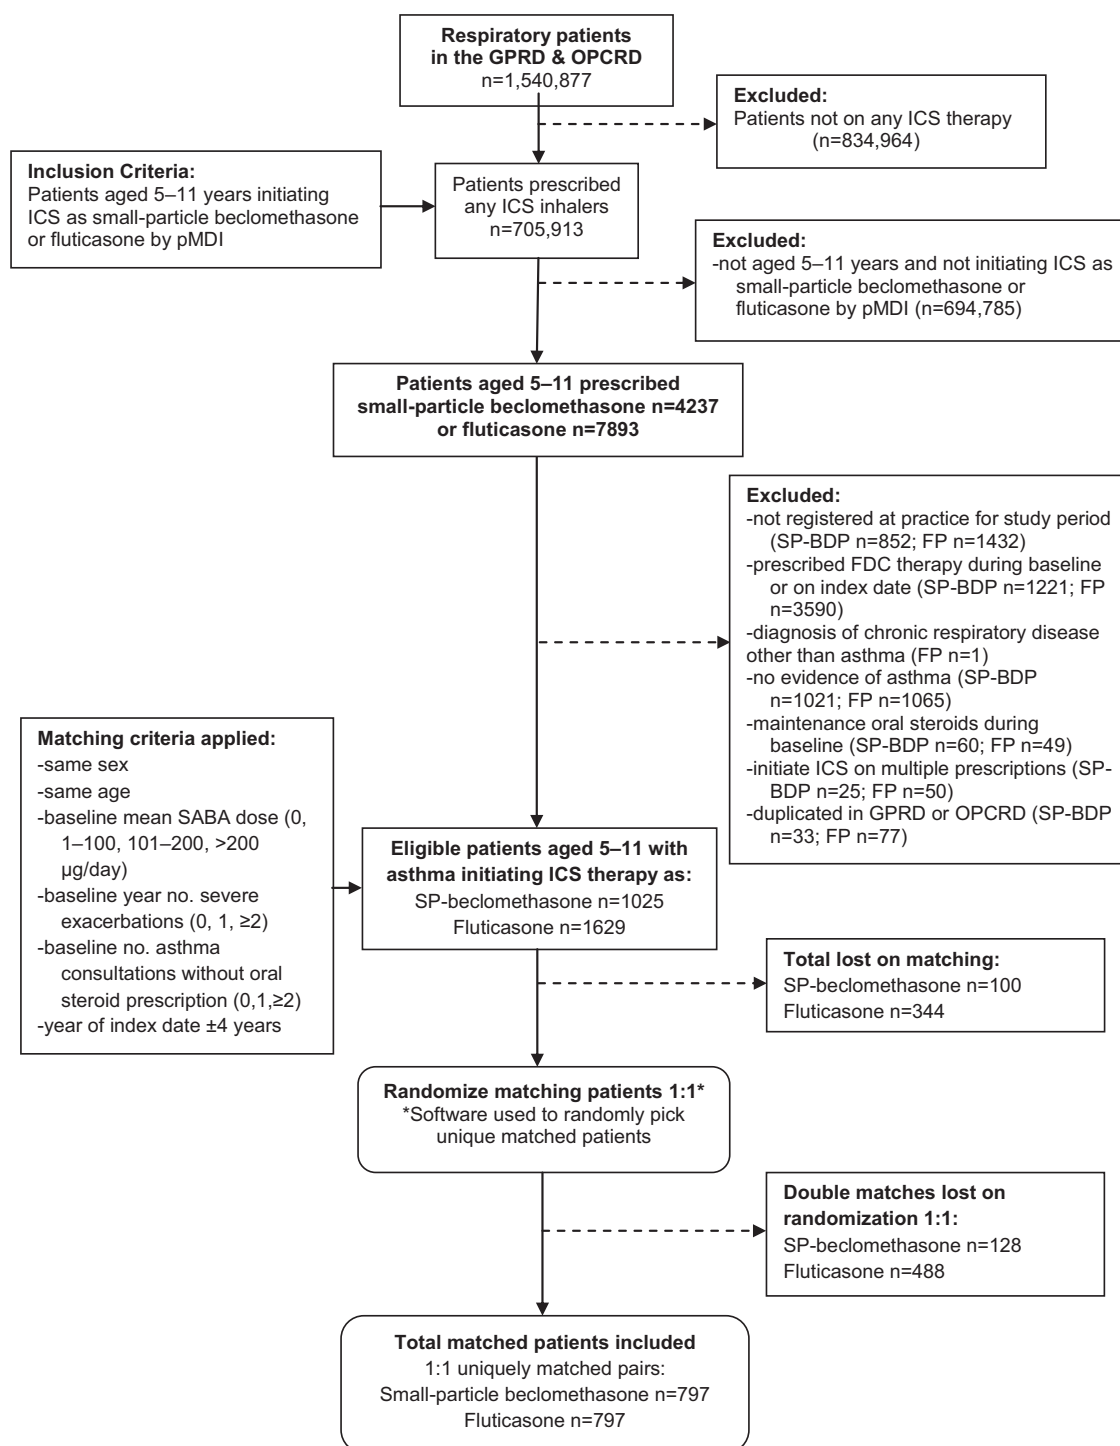 Respiratory patients
in the GPRD & OPCRD
n=1,540,877
Excluded:
Patients not on any ICS therapy
(n=834,964)
Inclusion Criteria:
Patients aged 5–11 years initiating
ICS as small-particle beclomethasone
or fluticasone by pMDI
Patients prescribed
any ICS inhalers
n=705,913
Excluded:
-not aged 5–11 years and not initiating ICS as
small-particle beclomethasone or
fluticasone by pMDI (n=694,785)
Patients aged 5–11 prescribed
small-particle beclomethasone n=4237
or fluticasone n=7893
Excluded:
-not registered at practice for study period
(SP-BDP n=852; FP n=1432)
-prescribed FDC therapy during baseline
or on index date (SP-BDP n=1221; FP
n=3590)
-diagnosis of chronic respiratory disease
other than asthma (FP n=1)
-no evidence of asthma (SP-BDP
n=1021; FP n=1065)
-maintenance oral steroids during
baseline (SP-BDP n=60; FP n=49)
-initiate ICS on multiple prescriptions (SP-
BDP n=25; FP n=50)
-duplicated in GPRD or OPCRD (SP-BDP
n=33; FP n=77)
Matching criteria applied:
-same sex
-same age
-baseline mean SABA dose (0,
1–100, 101–200, >200
µg/day)
-baseline year no. severe
exacerbations (0, 1, ≥2)
-baseline no. asthma
consultations without oral
steroid prescription (0,1,≥2)
-year of index date ±4 years
Eligible patients aged 5–11 with
asthma initiating ICS therapy as:
SP-beclomethasone n=1025
Fluticasone n=1629
Total lost on matching:
SP-beclomethasone n=100
Fluticasone n=344
Randomize matching patients 1:1*
*Software used to randomly pick
unique matched patients
Double matches lost on
randomization 1:1:
SP-beclomethasone n=128
Fluticasone n=488
Total matched patients included
1:1 uniquely matched pairs:
Small-particle beclomethasone n=797
Fluticasone n=797